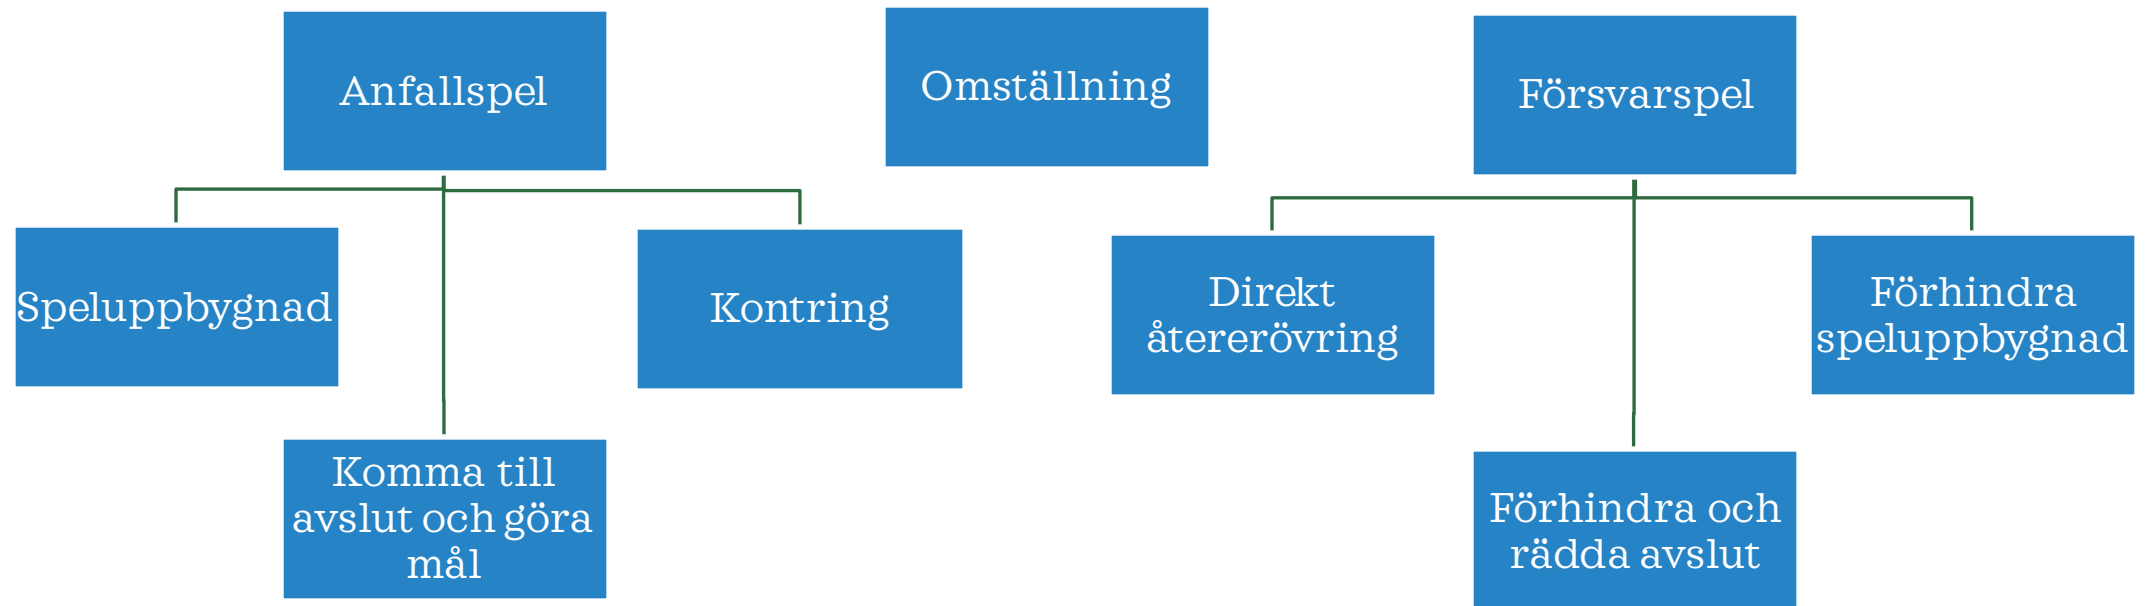 Anfallspel
Omställning
Försvarspel
Speluppbygnad
Kontring
Direkt
återerövring
Förhindra
speluppbygnad
Komma till
avslut och göra
mål
Förhindra och
rädda avslut